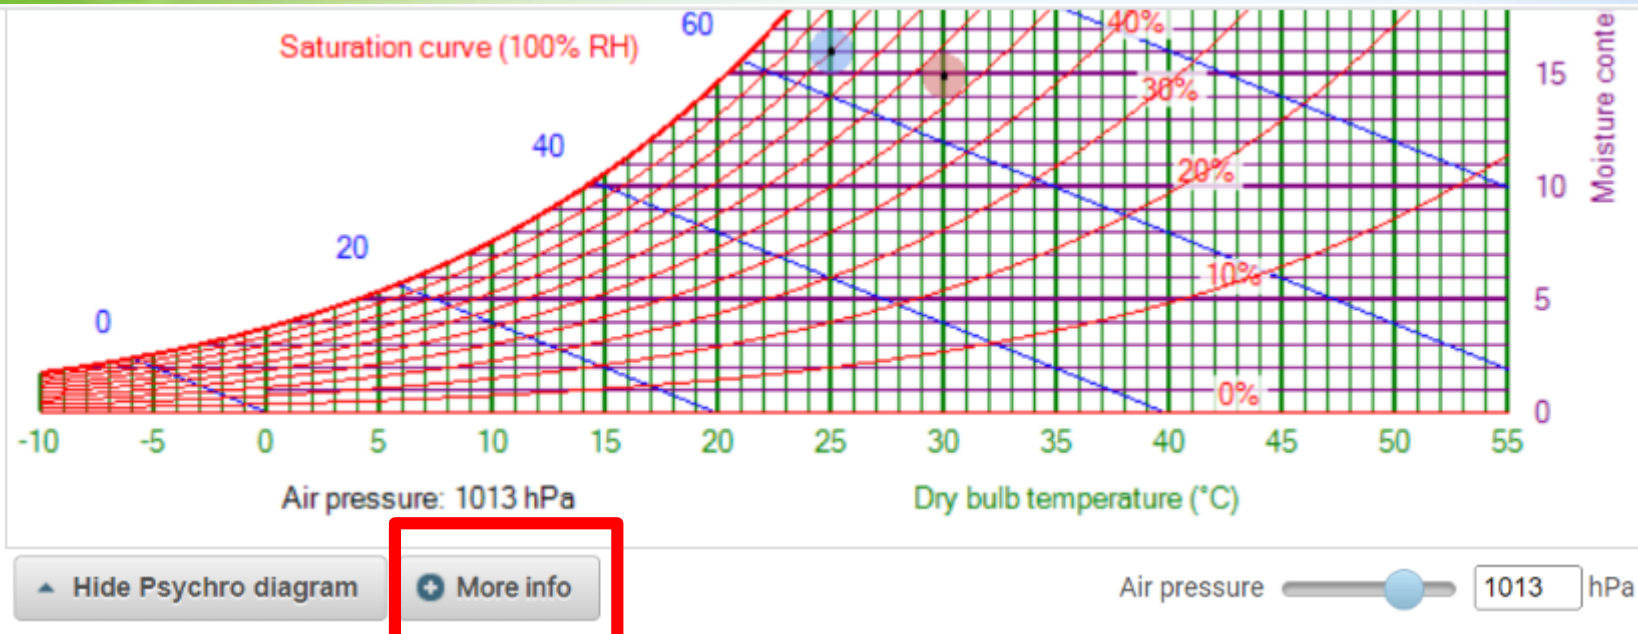 60
40%
Saturation curve (100% RH)
15
Moisture conte
30%
40
20%
10
20
10%
5
0
0%
0
-10 -5 0 5 10 15 20 25 30 35 40 45 50 55
Air pressure: 1013 hPa
Dry bulb temperature (°C)
Hide Psychro diagram
More info
Air pressure 1013 hPa